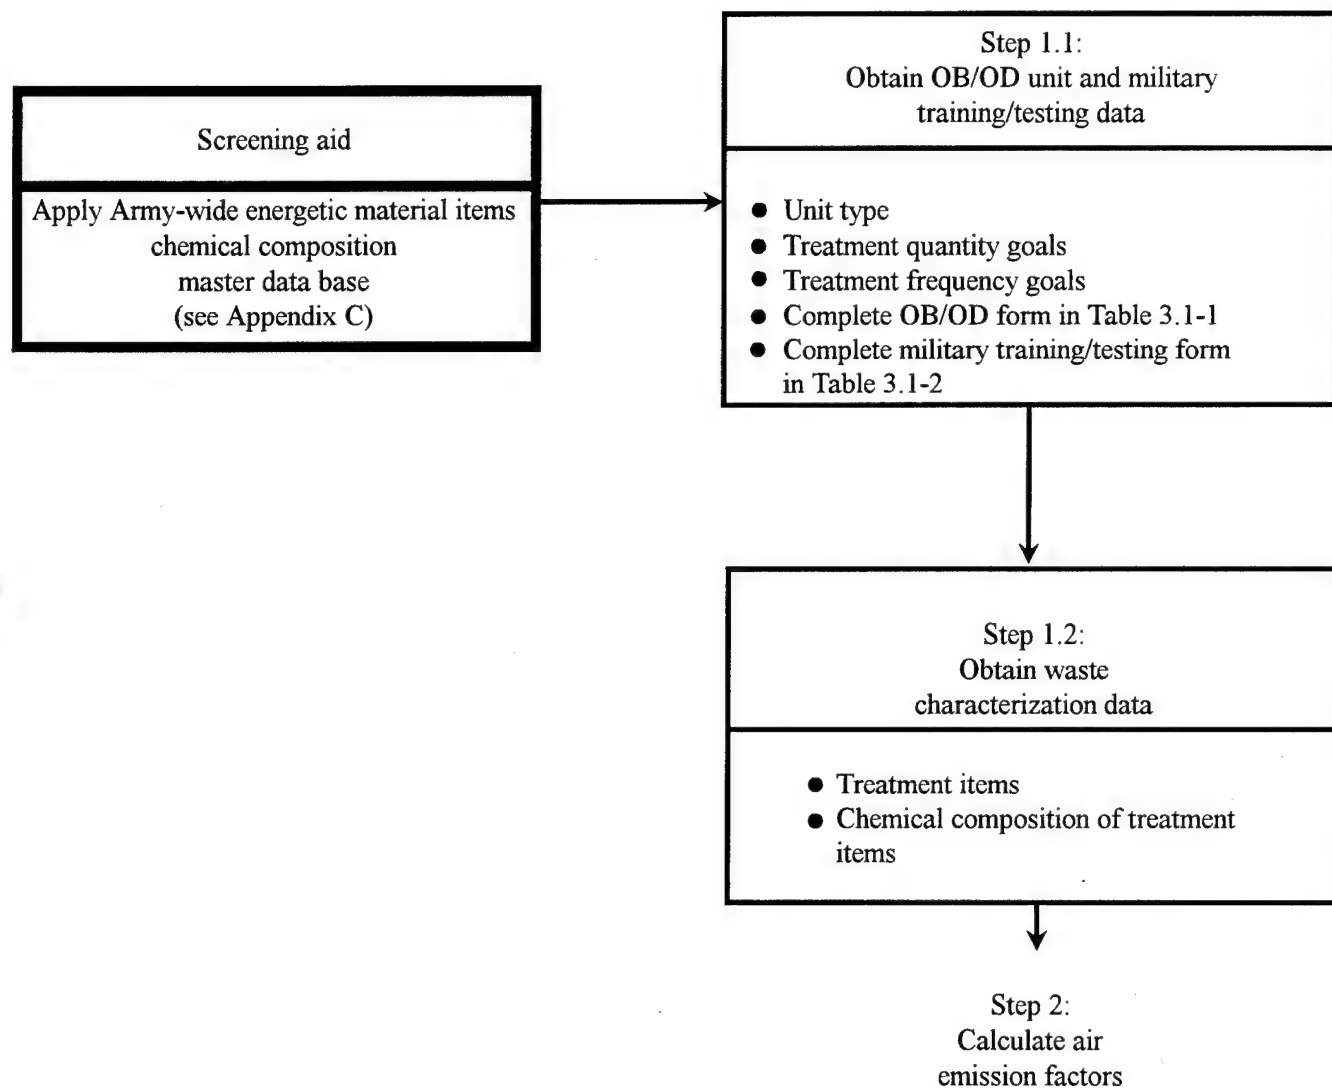 Screening aid
Apply Army-wide energetic material items
chemical composition
master data base
(see Appendix C)
Step 1.1:
Obtain OB/OD unit and military
training/testing data
● Unit type
● Treatment quantity goals
● Treatment frequency goals
● Complete OB/OD form in Table 3.1-1
● Complete military training/testing form
in Table 3.1-2
Step 1.2:
Obtain waste
characterization data
● Treatment items
● Chemical composition of treatment
items
Step 2:
Calculate air
emission factors